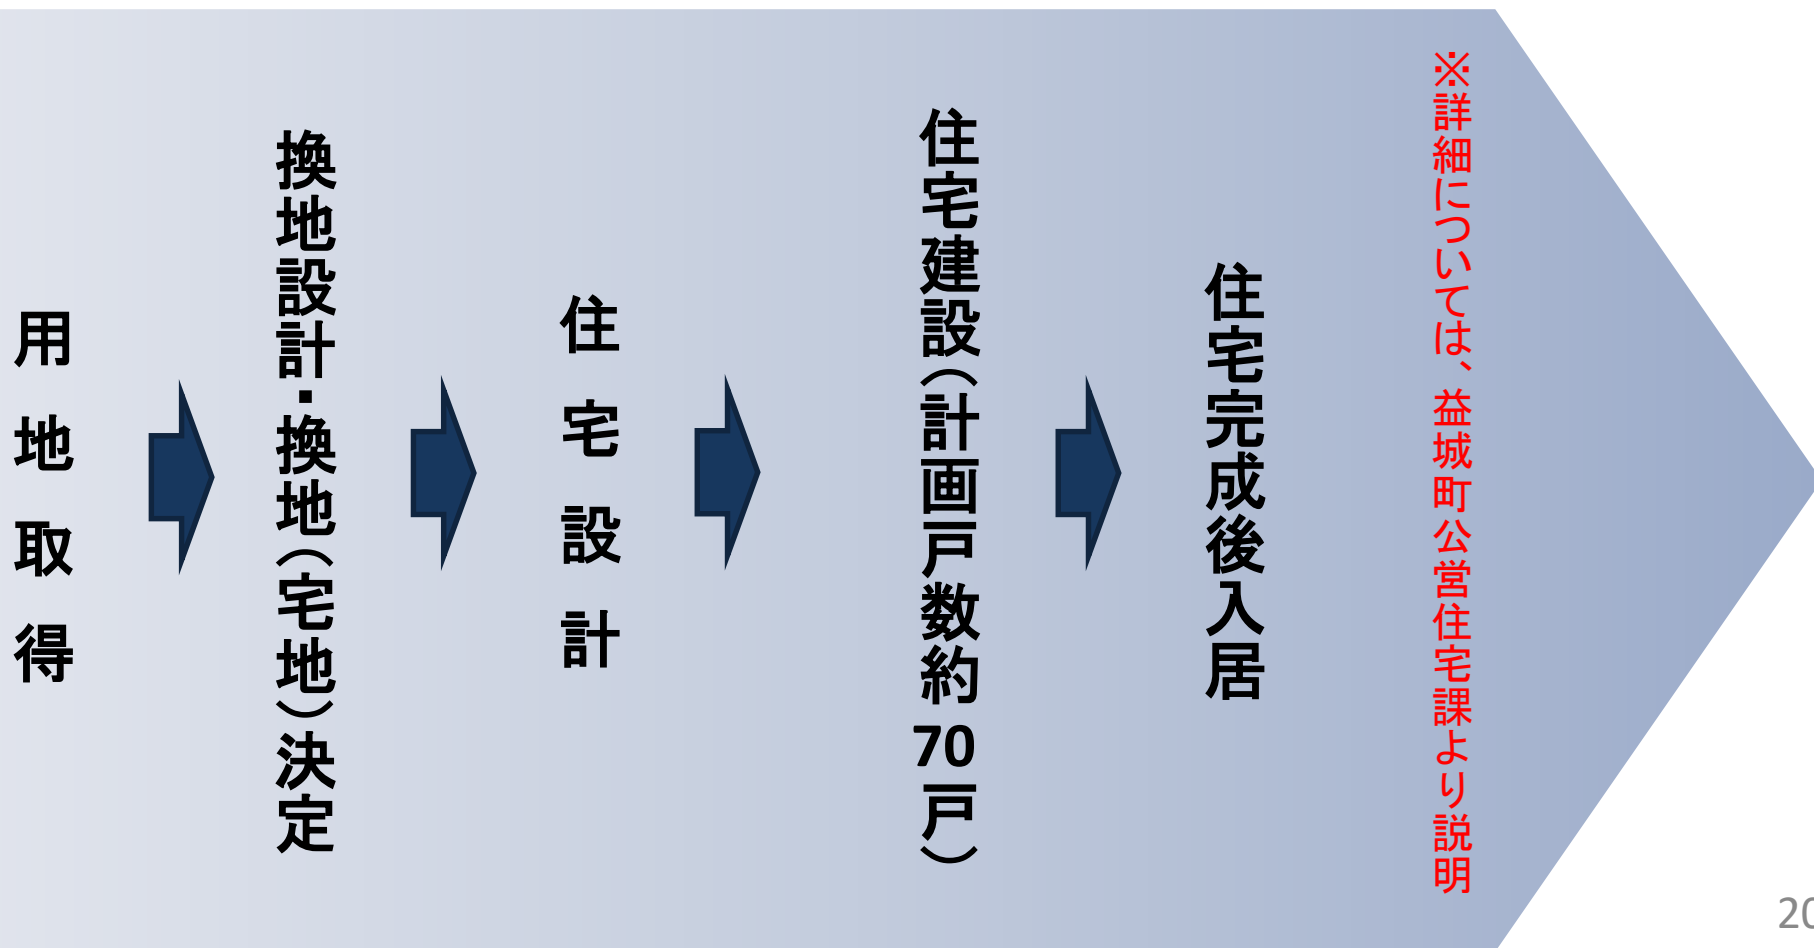 用地取得
換地設計・換地（宅地）決定
住宅設計
住宅建設（計画戸数約70戸）
住宅完成後入居
※詳細については、益城町公営住宅課より説明
20